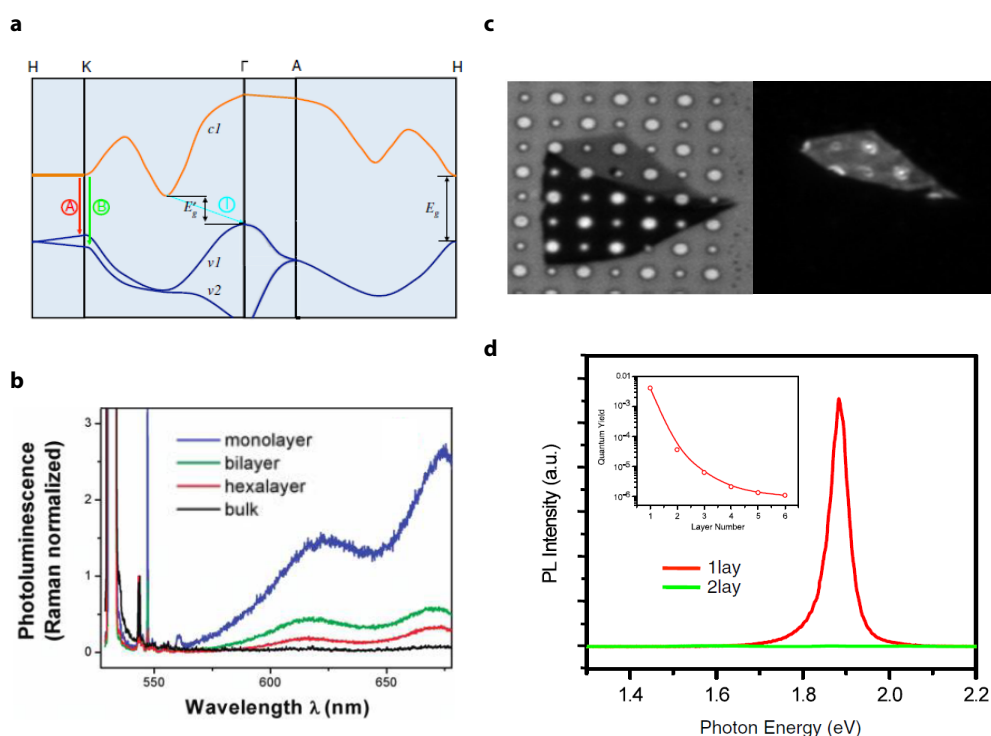 a
H K Γ A H
c1
A B E'g I Eg
v1
v2
b
3
2
1
0
Photoluminescence
(Raman normalized)
monolayer
bilayer
hexalayer
bulk
550 600 650
Wavelength λ (nm)
c
d
PL Intensity (a.u.)
0.01
10⁻³
10⁻⁴
10⁻⁵
10⁻⁶
Quantum Yield
1 2 3 4 5 6
Layer Number
1lay
2lay
1.4 1.6 1.8 2.0 2.2
Photon Energy (eV)